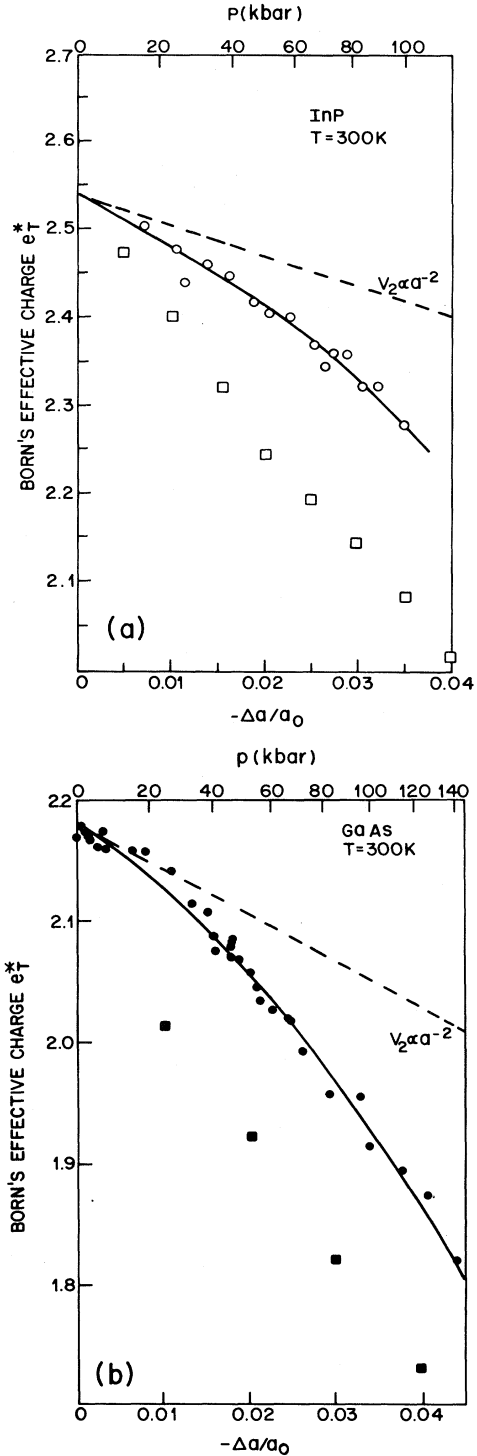 P(kbar)
0 20 40 60 80 100
2.7
InP
T=300K
2.6
2.5
V₂∝a⁻²
2.4
2.3
2.2
2.1
BORN'S EFFECTIVE CHARGE e*T
(a)
0 0.01 0.02 0.03 0.04
-Δa/a₀
p(kbar)
0 20 40 60 80 100 120 140
2.2
GaAs
T=300K
2.1
2.0
V₂∝a⁻²
1.9
1.8
BORN'S EFFECTIVE CHARGE e*T
(b)
0 0.01 0.02 0.03 0.04
-Δa/a₀